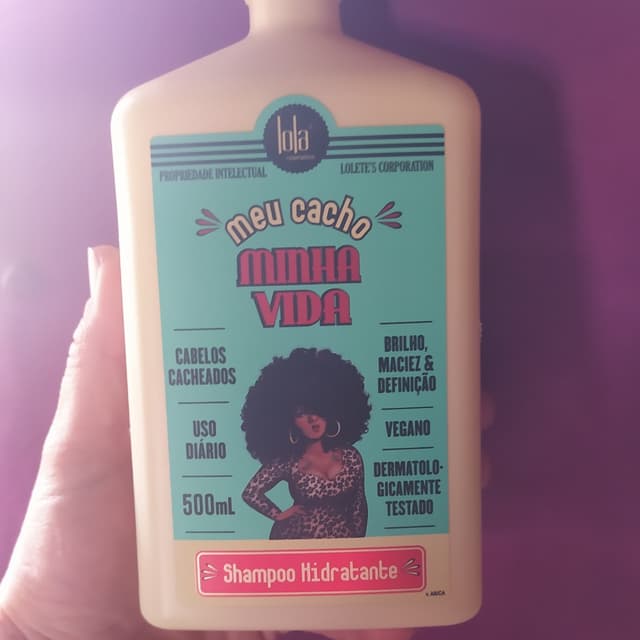 lola
PROPRIEDADE INTELECTUAL
LOLETE'S CORPORATION
meu cacho
MINHA
VIDA
CABELOS
CACHEADOS
USO
DIÁRIO
500mL
BRILHO,
MACIEZ &
DEFINIÇÃO
VEGANO
DERMATOLO-
GICAMENTE
TESTADO
Shampoo Hidratante